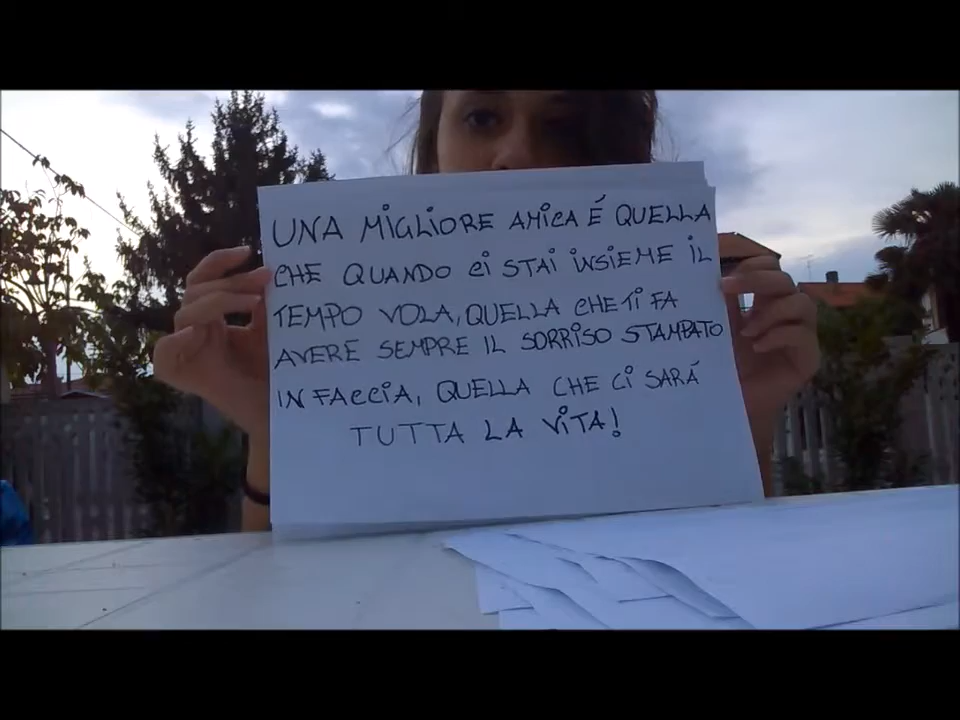 UNA MIGLIORE AMICA É QUELLA
CHE QUANDO CI STAI INSIEME IL
TEMPO VOLA, QUELLA CHE TI FA
AVERE SEMPRE IL SORRISO STAMPATO
IN FACCIA, QUELLA CHE CI SARÁ
TUTTA LA VITA!